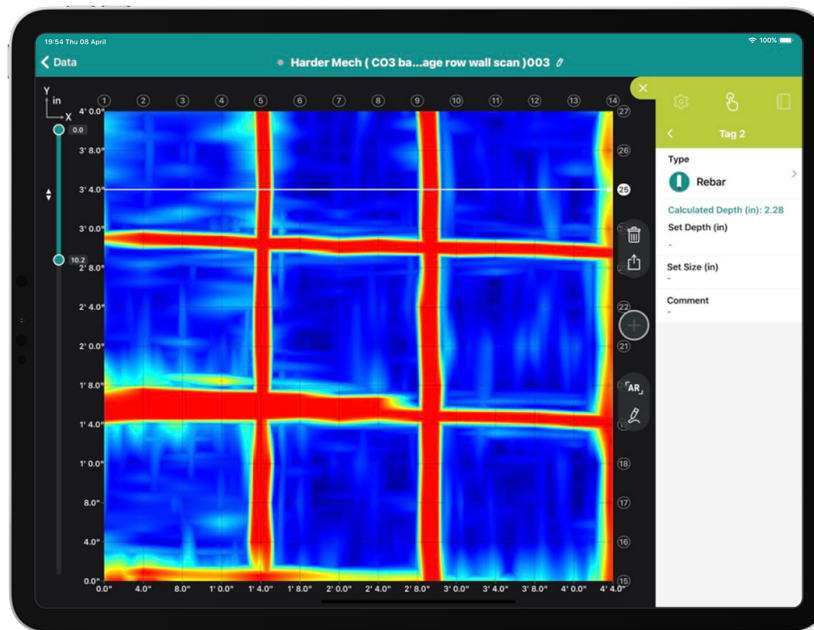 19:54 Thu 08 April
100%
Data
Harder Mech ( CO3 ba...age row wall scan )003
Y
in
X
1 2 3 4 5 6 7 8 9 10 11 12 13 14
4' 0.0"
3' 8.0"
3' 4.0"
3' 0.0"
2' 8.0"
2' 4.0"
2' 0.0"
1' 8.0"
1' 4.0"
1' 0.0"
8.0"
4.0"
0.0"
0.0
10.2
27
26
25
22
21
18
17
16
15
AR
0.0" 4.0" 8.0" 1' 0.0" 1' 4.0" 1' 8.0" 2' 0.0" 2' 4.0" 2' 8.0" 3' 0.0" 3' 4.0" 3' 8.0" 4' 0.0" 4' 4.0"
Tag 2
Type
Rebar
Calculated Depth (in): 2.28
Set Depth (in)
-
Set Size (in)
-
Comment
-